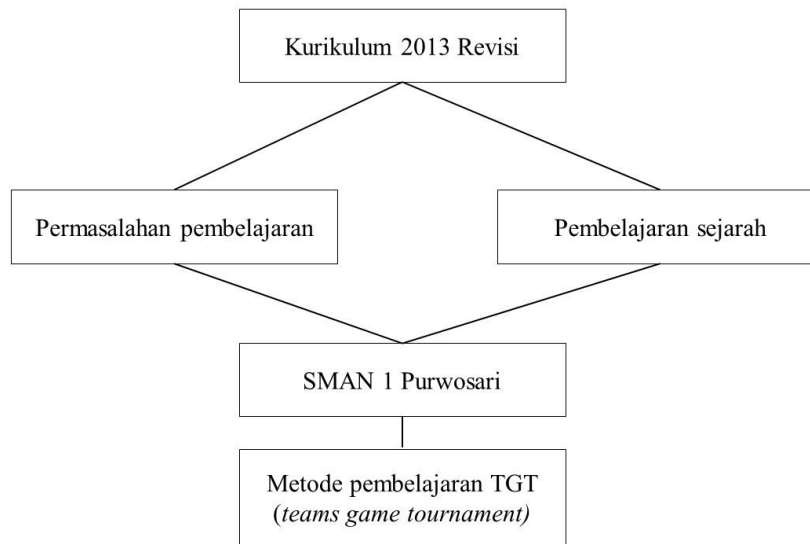 Kurikulum 2013 Revisi
Permasalahan pembelajaran
Pembelajaran sejarah
SMAN 1 Purwosari
Metode pembelajaran TGT
(teams game tournament)